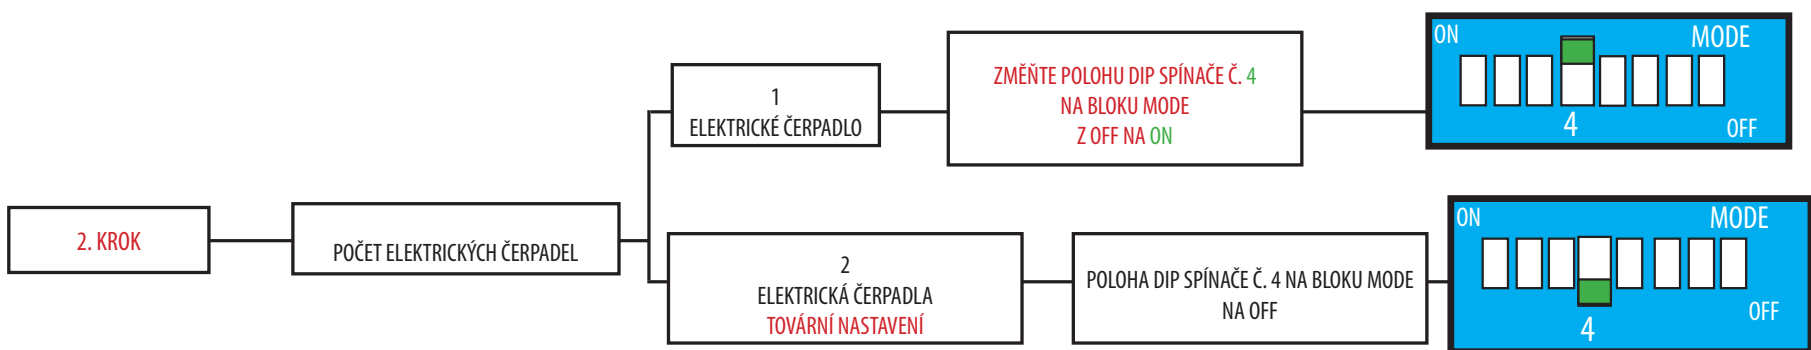 2. KROK
POČET ELEKTRICKÝCH ČERPADEL
1
ELEKTRICKÉ ČERPADLO
ZMĚŇTE POLOHU DIP SPÍNAČE Č. 4
NA BLOKU MODE
Z OFF NA ON
ON
MODE
4
OFF
2
ELEKTRICKÁ ČERPADLA
TOVÁRNÍ NASTAVENÍ
POLOHA DIP SPÍNAČE Č. 4 NA BLOKU MODE
NA OFF
ON
MODE
4
OFF